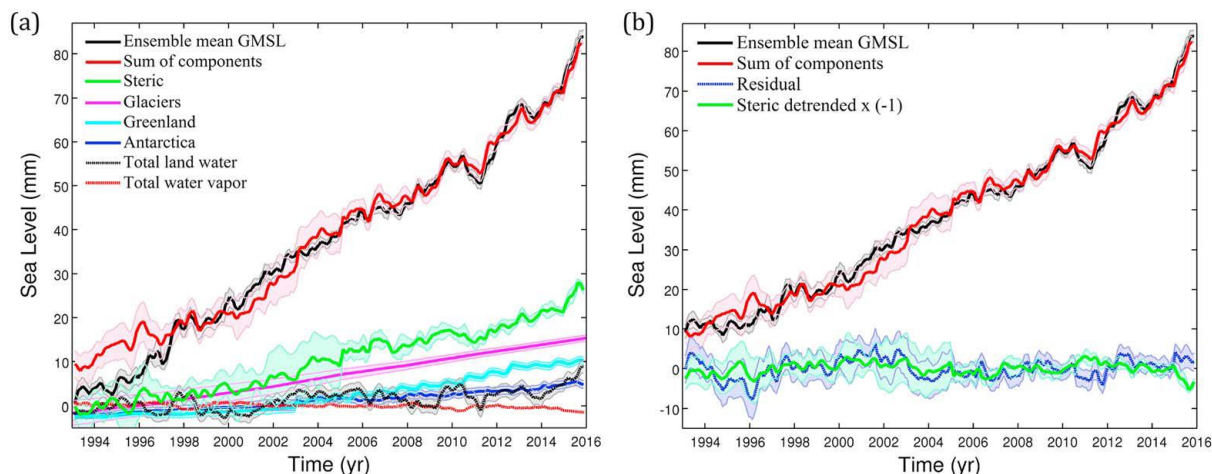 (a)
Ensemble mean GMSL
Sum of components
Steric
Glaciers
Greenland
Antarctica
Total land water
Total water vapor
80
70
60
50
40
30
20
10
0
Sea Level (mm)
1994 1996 1998 2000 2002 2004 2006 2008 2010 2012 2014 2016
Time (yr)
(b)
Ensemble mean GMSL
Sum of components
Residual
Steric detrended x (-1)
80
70
60
50
40
30
20
10
0
-10
Sea Level (mm)
1994 1996 1998 2000 2002 2004 2006 2008 2010 2012 2014 2016
Time (yr)